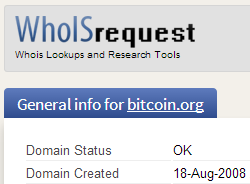 WhoISrequest
Whois Lookups and Research Tools
General info for bitcoin.org
Domain Status OK
Domain Created 18-Aug-2008